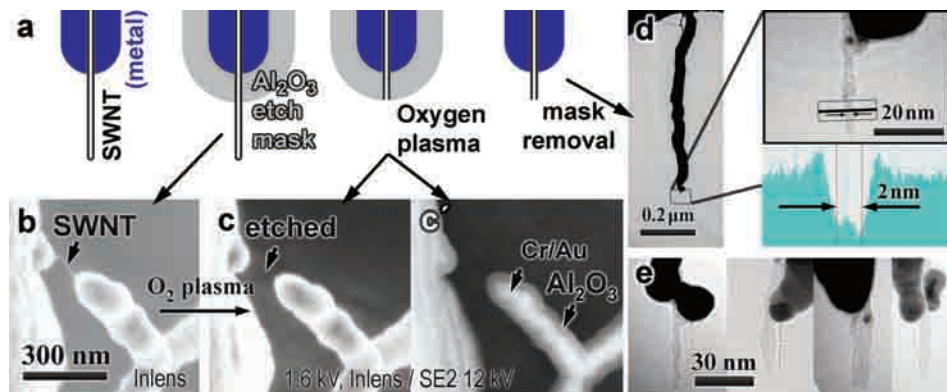 a
SWNT
(metal)
Al2O3
etch
mask
Oxygen
plasma
mask
removal
b
SWNT
O2 plasma
300 nm
Inlens
c
etched
1.6 kV, Inlens / SE2 12 kV
c'
Cr/Au
Al2O3
d
0.2 µm
20 nm
2 nm
e
30 nm